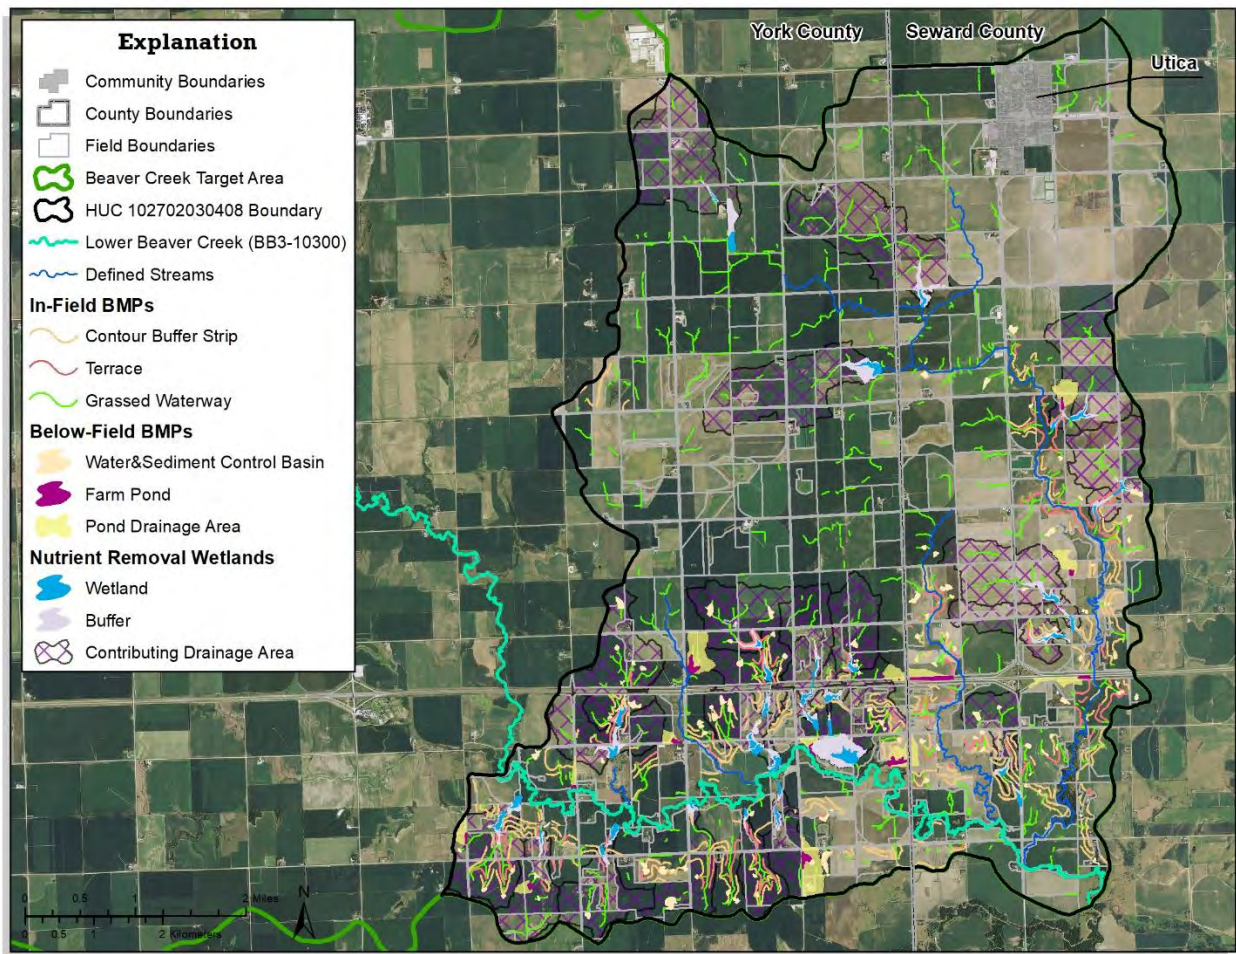 York County
Seward County
Utica
Explanation
Community Boundaries
County Boundaries
Field Boundaries
Beaver Creek Target Area
HUC 102702030408 Boundary
Lower Beaver Creek (BB3-10300)
Defined Streams
In-Field BMPs
Contour Buffer Strip
Terrace
Grassed Waterway
Below-Field BMPs
Water&Sediment Control Basin
Farm Pond
Pond Drainage Area
Nutrient Removal Wetlands
Wetland
Buffer
Contributing Drainage Area
0 0.5 1 2 Miles
0 0.5 1 2 Kilometers
N